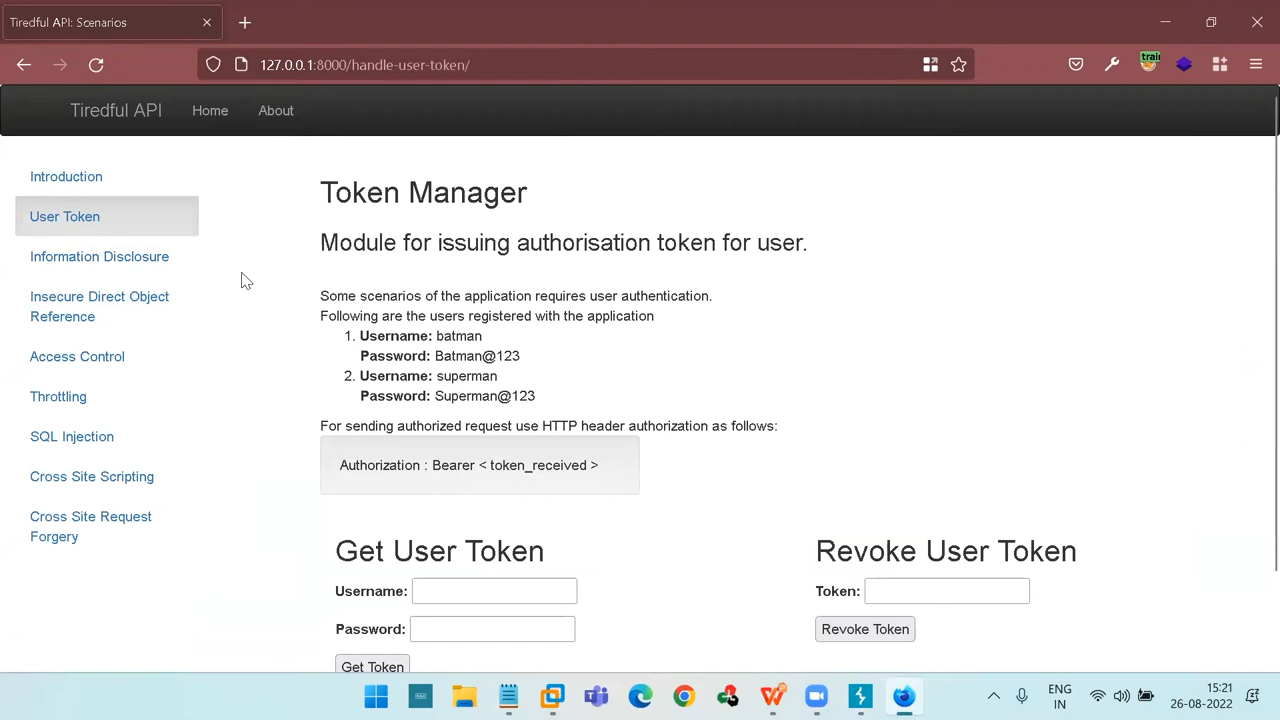 Tiredful API: Scenarios
127.0.0.1:8000/handle-user-token/
trai
Tiredful API Home About
Introduction
User Token
Information Disclosure
Insecure Direct Object
Reference
Access Control
Throttling
SQL Injection
Cross Site Scripting
Cross Site Request
Forgery
Token Manager
Module for issuing authorisation token for user.
Some scenarios of the application requires user authentication.
Following are the users registered with the application
1. Username: batman
Password: Batman@123
2. Username: superman
Password: Superman@123
For sending authorized request use HTTP header authorization as follows:
Authorization : Bearer < token_received >
Get User Token
Username:
Password:
Get Token
Revoke User Token
Token:
Revoke Token
ENG
IN
15:21
26-08-2022